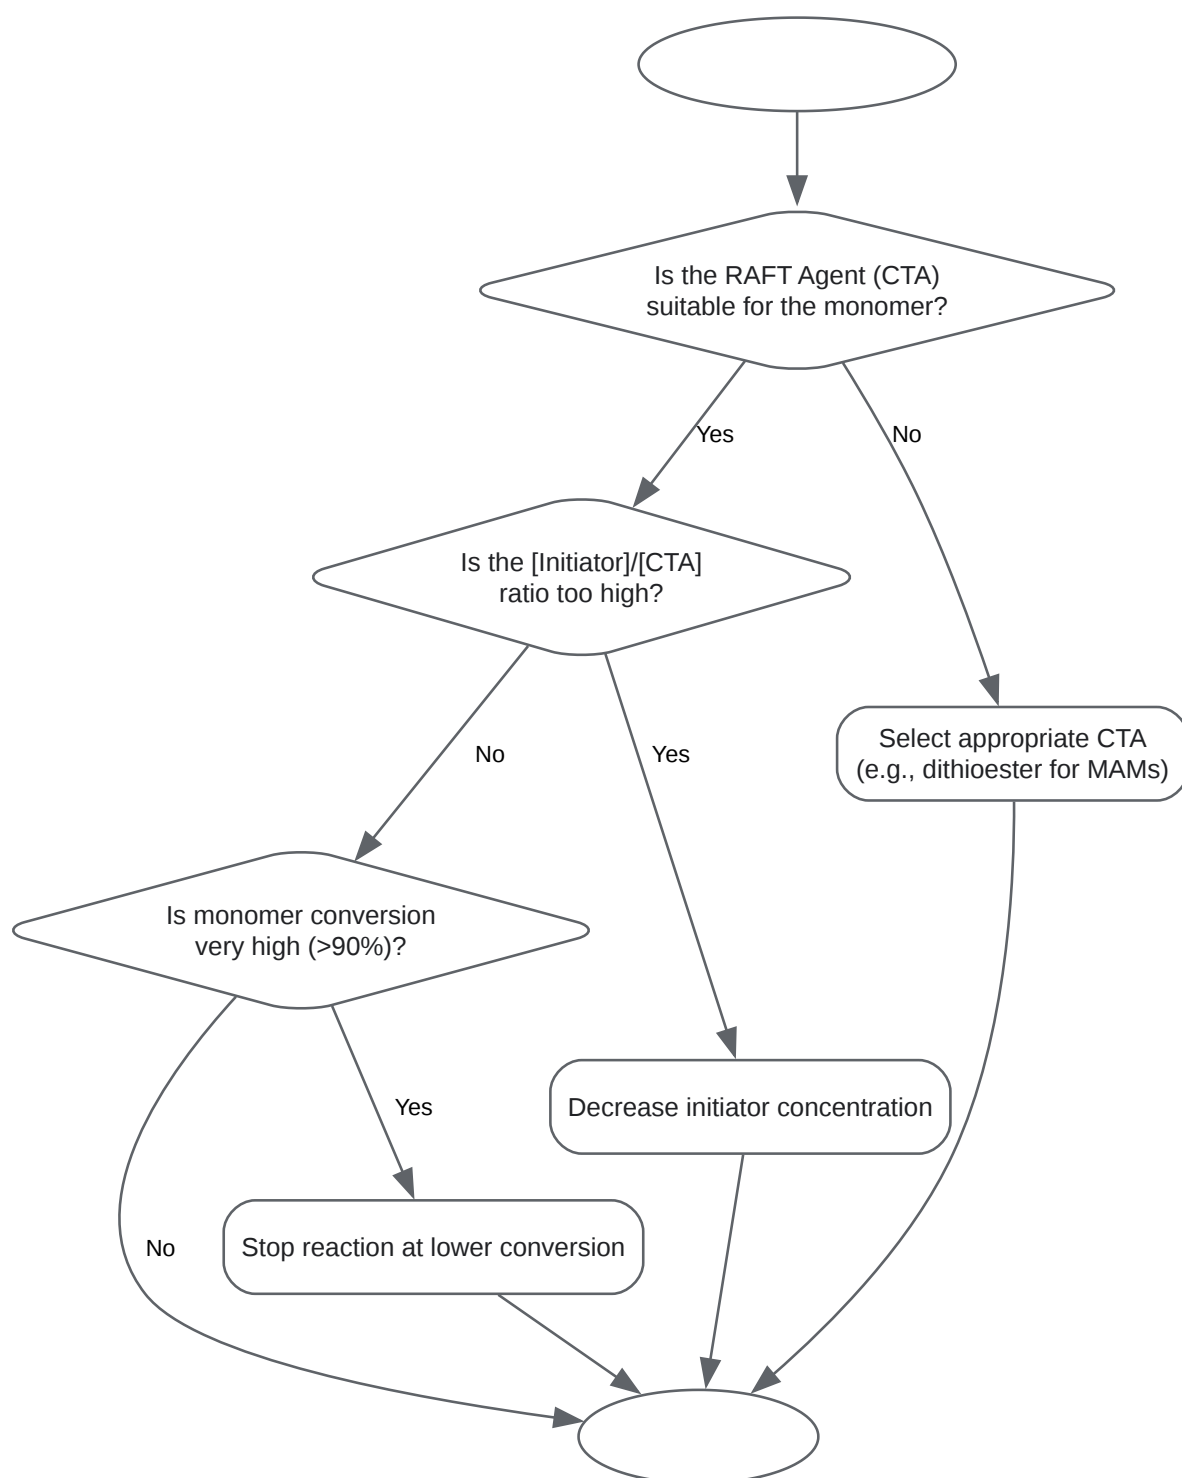 Is the RAFT Agent (CTA)
suitable for the monomer?
Yes
No
Is the [Initiator]/[CTA]
ratio too high?
No
Yes
Select appropriate CTA
(e.g., dithioester for MAMs)
Is monomer conversion
very high (>90%)?
Yes
Decrease initiator concentration
No
Stop reaction at lower conversion